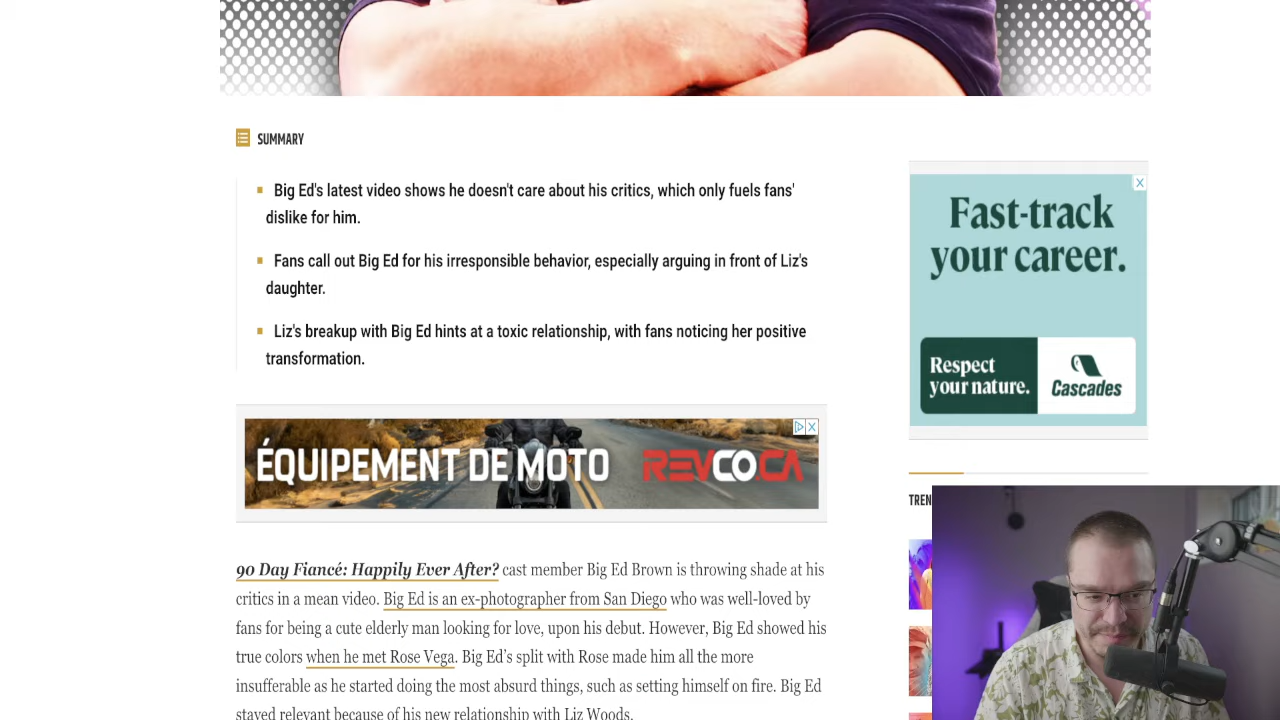 SUMMARY
Big Ed's latest video shows he doesn't care about his critics, which only fuels fans'
dislike for him.
Fans call out Big Ed for his irresponsible behavior, especially arguing in front of Liz's
daughter.
Liz's breakup with Big Ed hints at a toxic relationship, with fans noticing her positive
transformation.
ÉQUIPEMENT DE MOTO REVCO.CA
90 Day Fiancé: Happily Ever After? cast member Big Ed Brown is throwing shade at his
critics in a mean video. Big Ed is an ex-photographer from San Diego who was well-loved by
fans for being a cute elderly man looking for love, upon his debut. However, Big Ed showed his
true colors when he met Rose Vega. Big Ed's split with Rose made him all the more
insufferable as he started doing the most absurd things, such as setting himself on fire. Big Ed
stayed relevant because of his new relationship with Liz Woods.
Fast-track
your career.
Respect
your nature.
Cascades
TREN